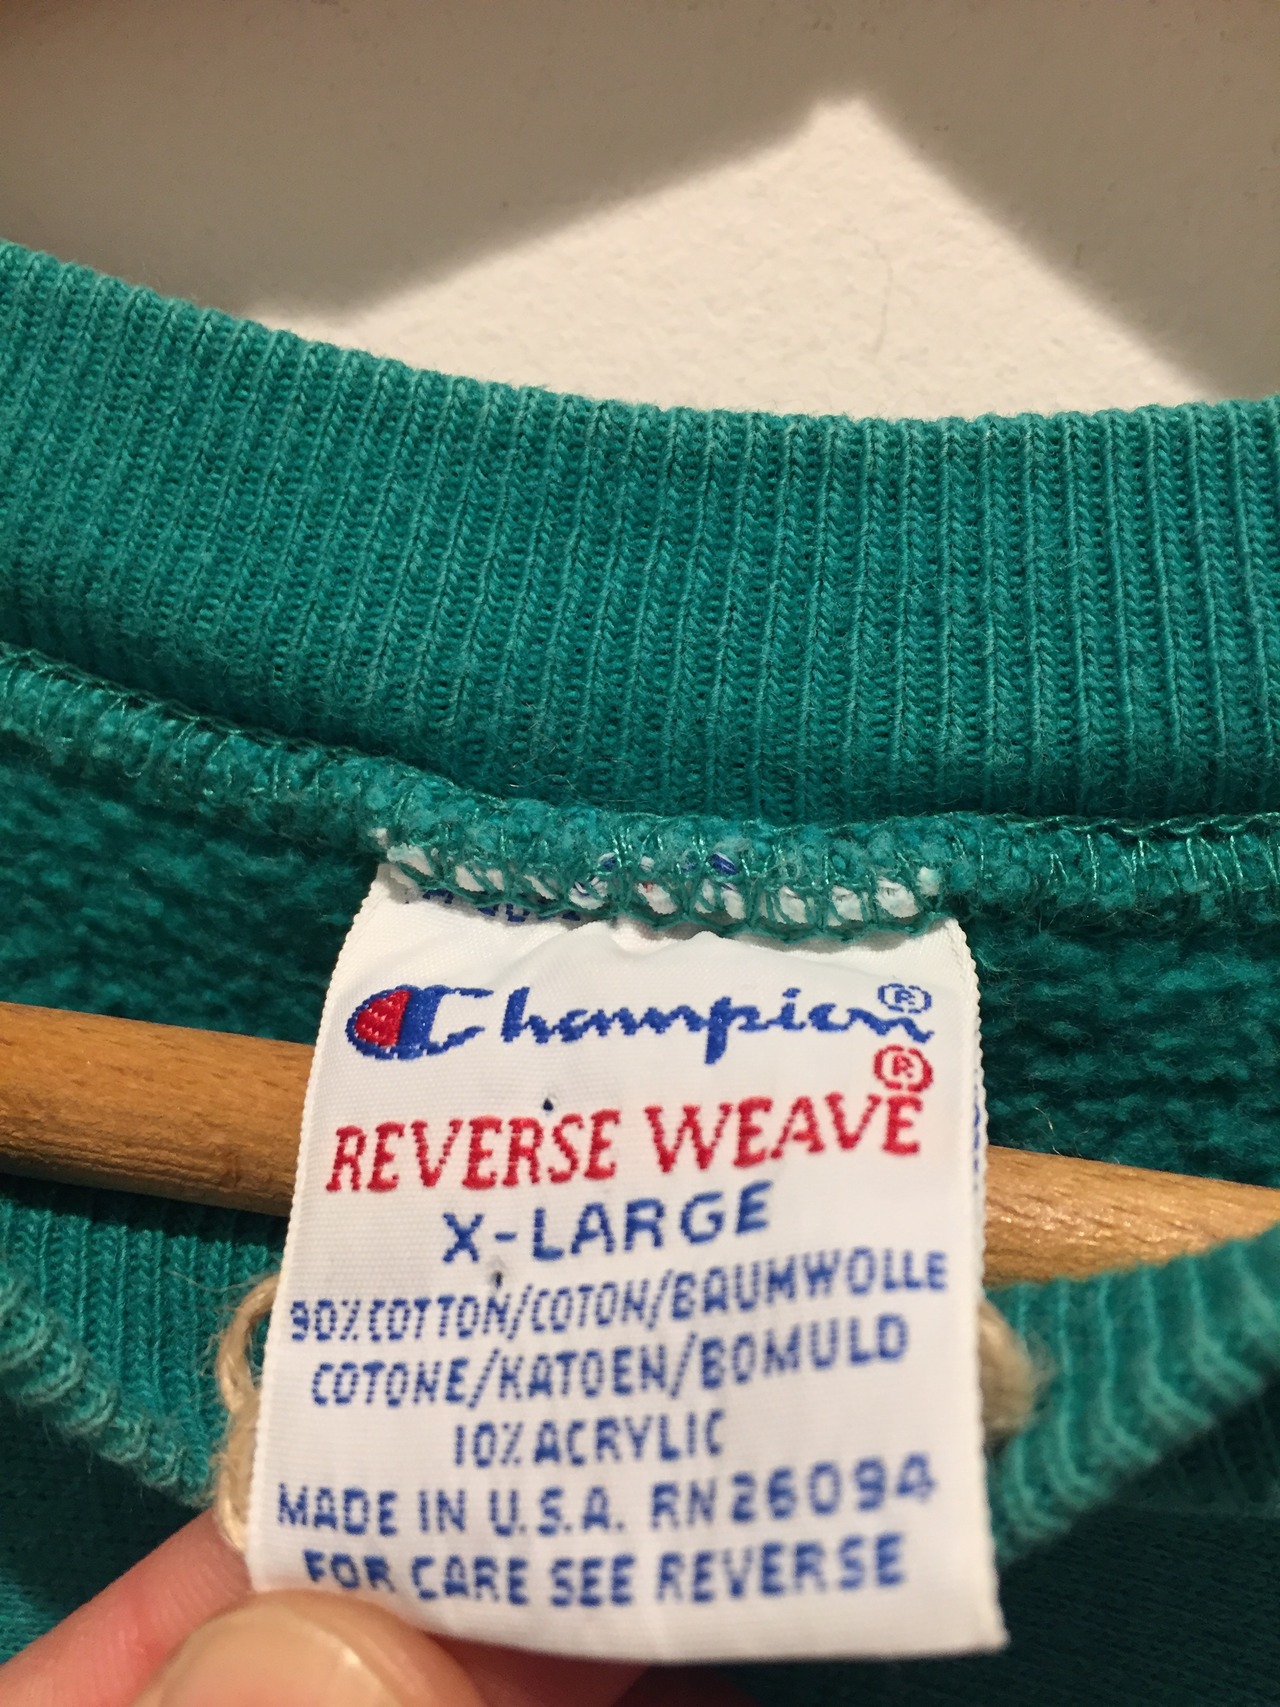 Champion®
®
REVERSE WEAVE
X-LARGE
90% COTTON/COTON/BAUMWOLLE
COTONE/KATOEN/BOMULD
10% ACRYLIC
MADE IN U.S.A. RN26094
FOR CARE SEE REVERSE